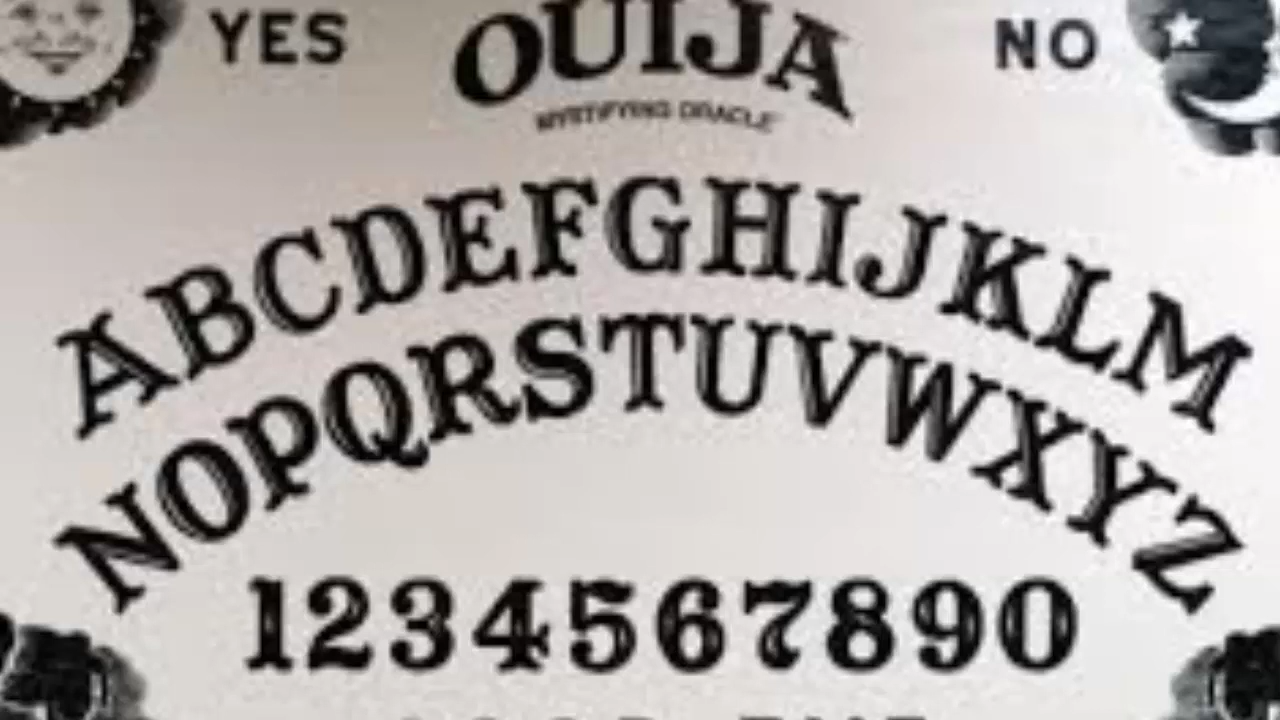 YES OUIJA NO
MYSTIFYING ORACLE
ABCDEFGHIJKLM
NOPQRSTUVWXYZ
1234567890